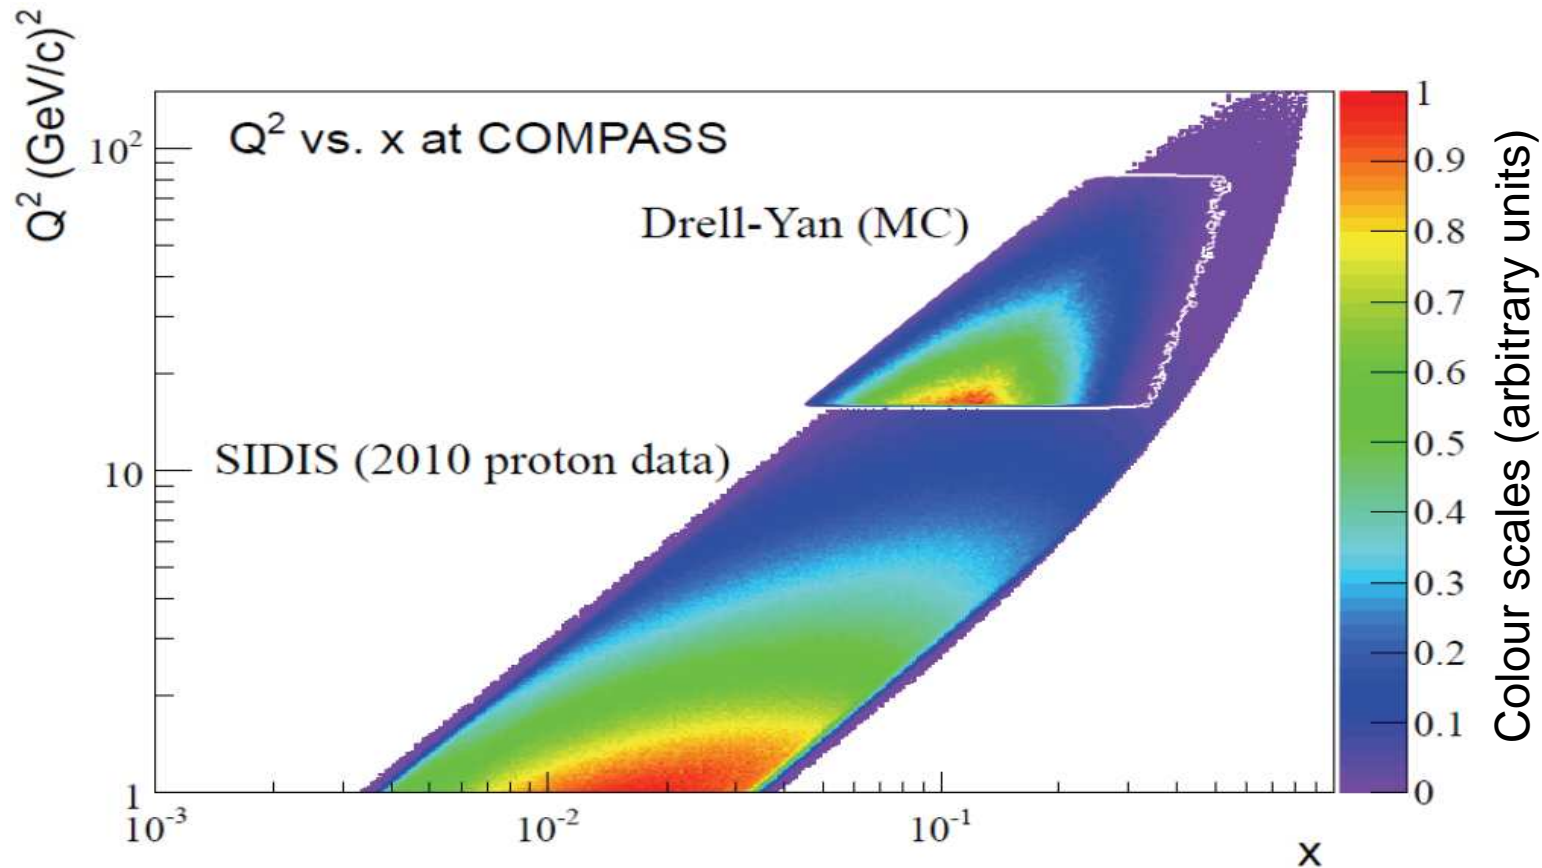 Q² (GeV/c)²
Q² vs. x at COMPASS
Drell-Yan (MC)
SIDIS (2010 proton data)
10²
10
1
10⁻³
10⁻²
10⁻¹
x
1
0.9
0.8
0.7
0.6
0.5
0.4
0.3
0.2
0.1
0
Colour scales (arbitrary units)